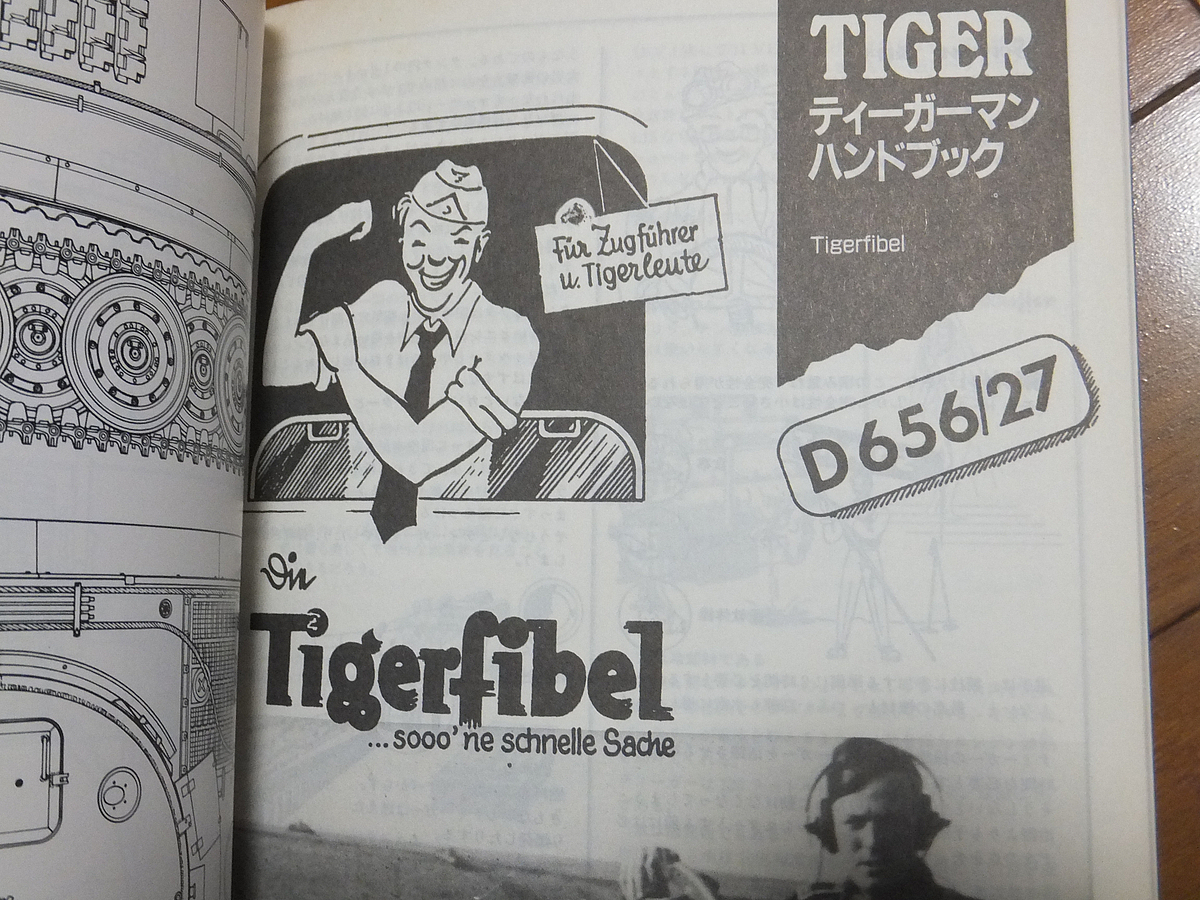 TIGER
ティーガーマン
ハンドブック
Tigerfibel
Für Zugführer
u. Tigerleute
D656/27
Die
Tigerfibel
...sooo'ne schnelle Sache